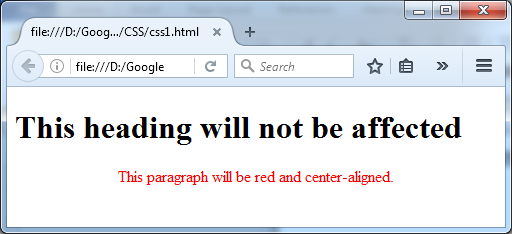 file:///D:/Goog.../CSS/css1.html
file:///D:/Google
Search
This heading will not be affected
This paragraph will be red and center-aligned.